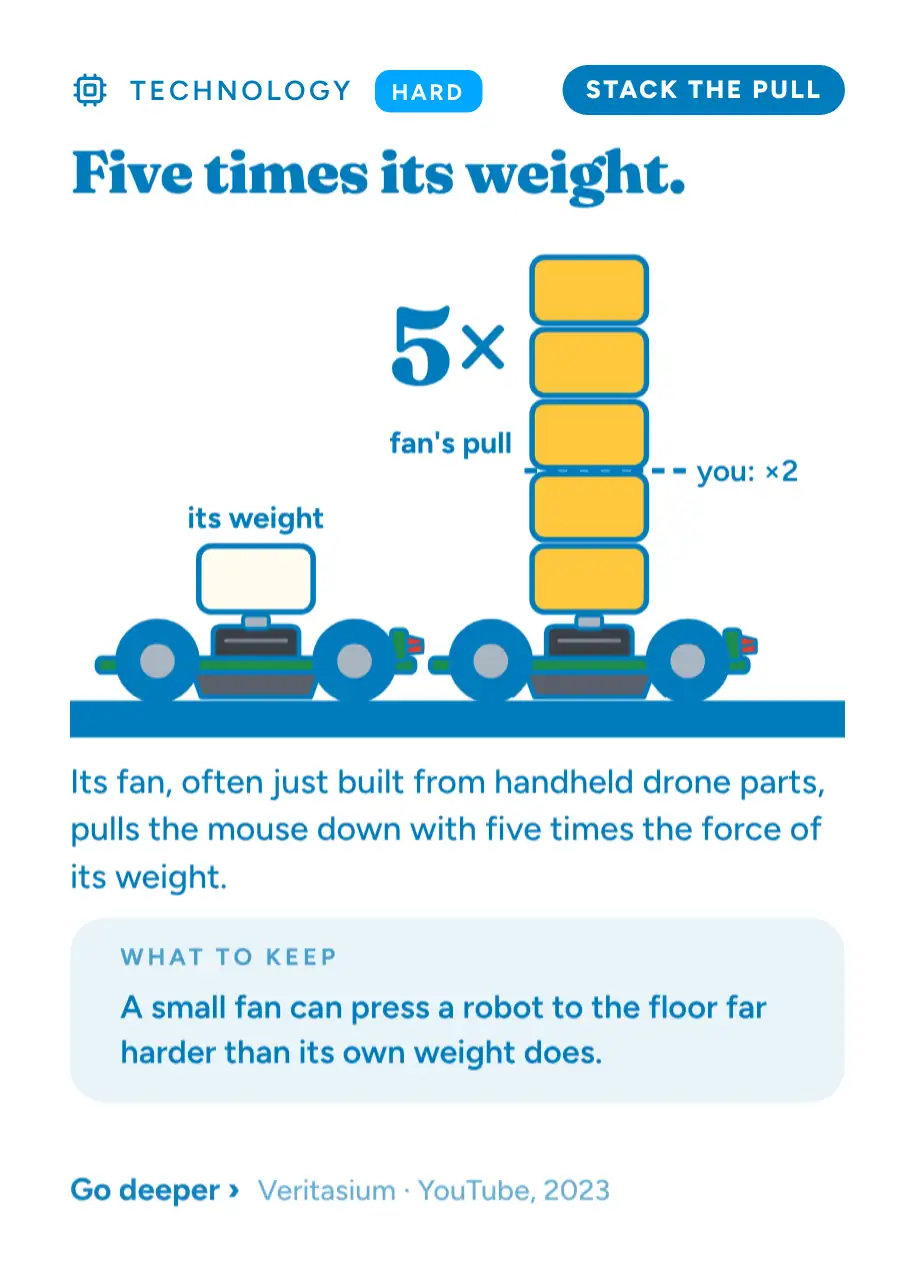 TECHNOLOGY
HARD
STACK THE PULL
Five times its weight.
5×
fan's pull
you: ×2
its weight
Its fan, often just built from handheld drone parts,
pulls the mouse down with five times the force of
its weight.
WHAT TO KEEP
A small fan can press a robot to the floor far
harder than its own weight does.
Go deeper › Veritasium · YouTube, 2023